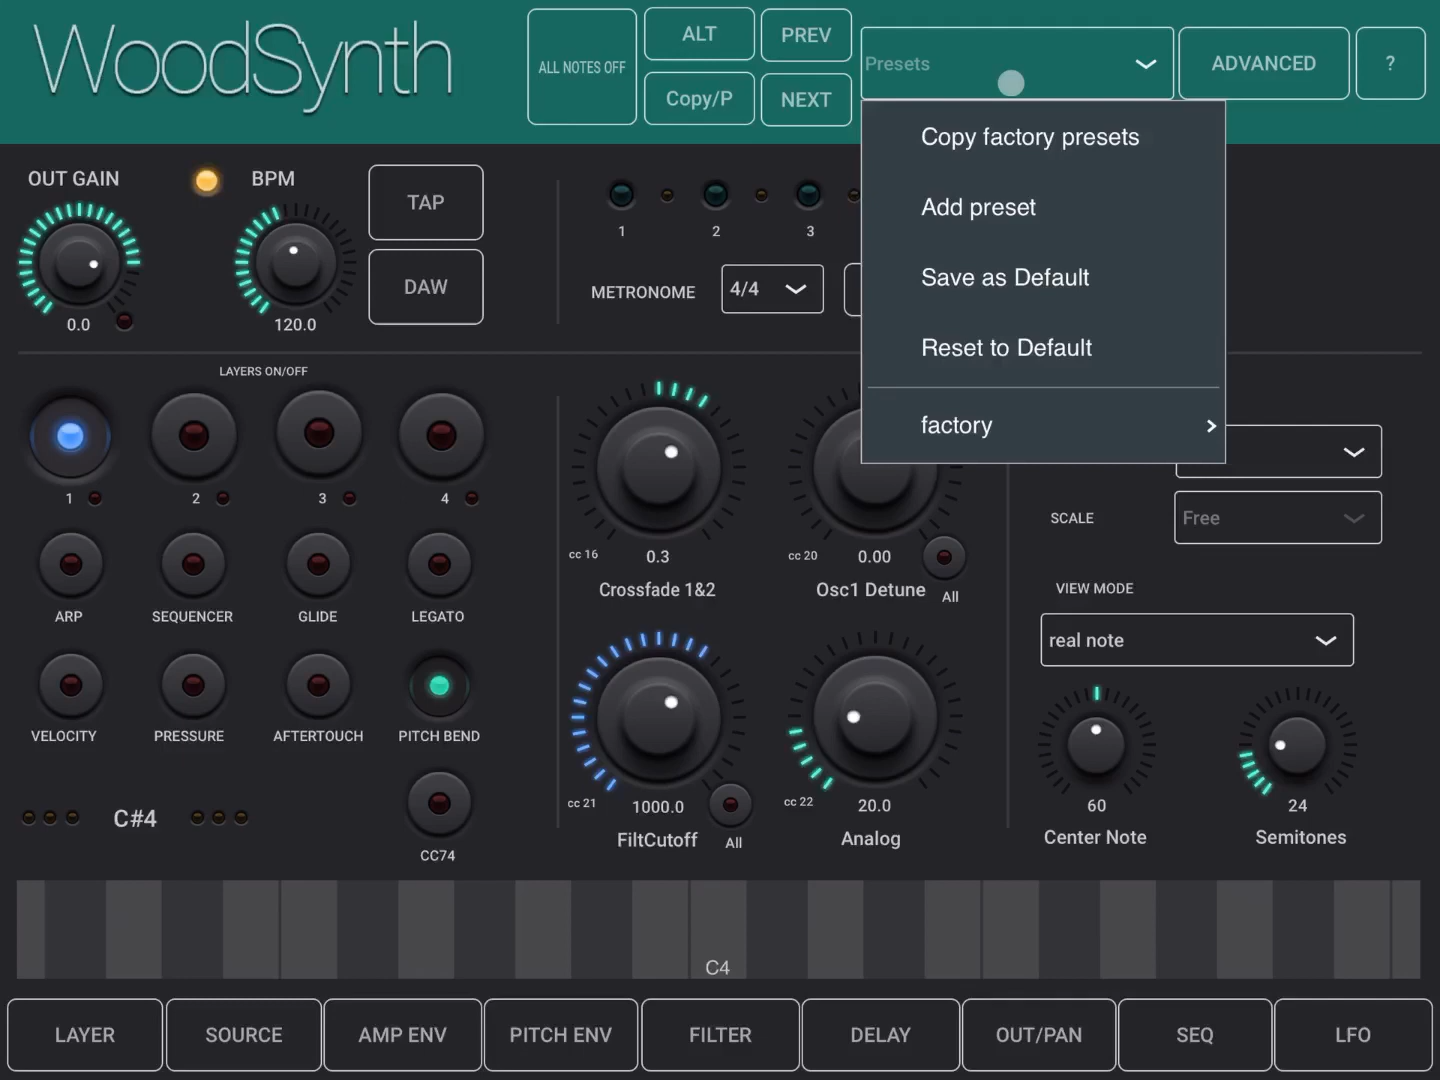 WoodSynth
ALL NOTES OFF
ALT
PREV
Copy/P
NEXT
Presets
ADVANCED
?
Copy factory presets
Add preset
Save as Default
Reset to Default
factory
OUT GAIN
BPM
TAP
DAW
0.0
120.0
1
2
3
METRONOME
4/4
LAYERS ON/OFF
1
2
3
4
ARP
SEQUENCER
GLIDE
LEGATO
VELOCITY
PRESSURE
AFTERTOUCH
PITCH BEND
C#4
CC74
cc 16
0.3
Crossfade 1&2
cc 20
0.00
Osc1 Detune
All
cc 21
1000.0
FiltCutoff
All
cc 22
20.0
Analog
SCALE
Free
VIEW MODE
real note
60
Center Note
24
Semitones
C4
LAYER
SOURCE
AMP ENV
PITCH ENV
FILTER
DELAY
OUT/PAN
SEQ
LFO